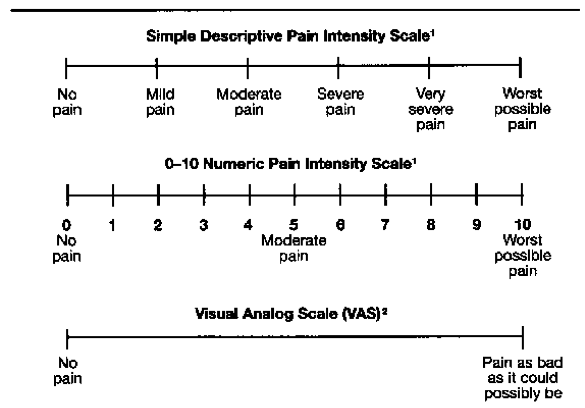 Simple Descriptive Pain Intensity Scale¹
No pain
Mild pain
Moderate pain
Severe pain
Very severe pain
Worst possible pain
0–10 Numeric Pain Intensity Scale¹
0 1 2 3 4 5 6 7 8 9 10
No pain
Moderate pain
Worst possible pain
Visual Analog Scale (VAS)²
No pain
Pain as bad as it could possibly be